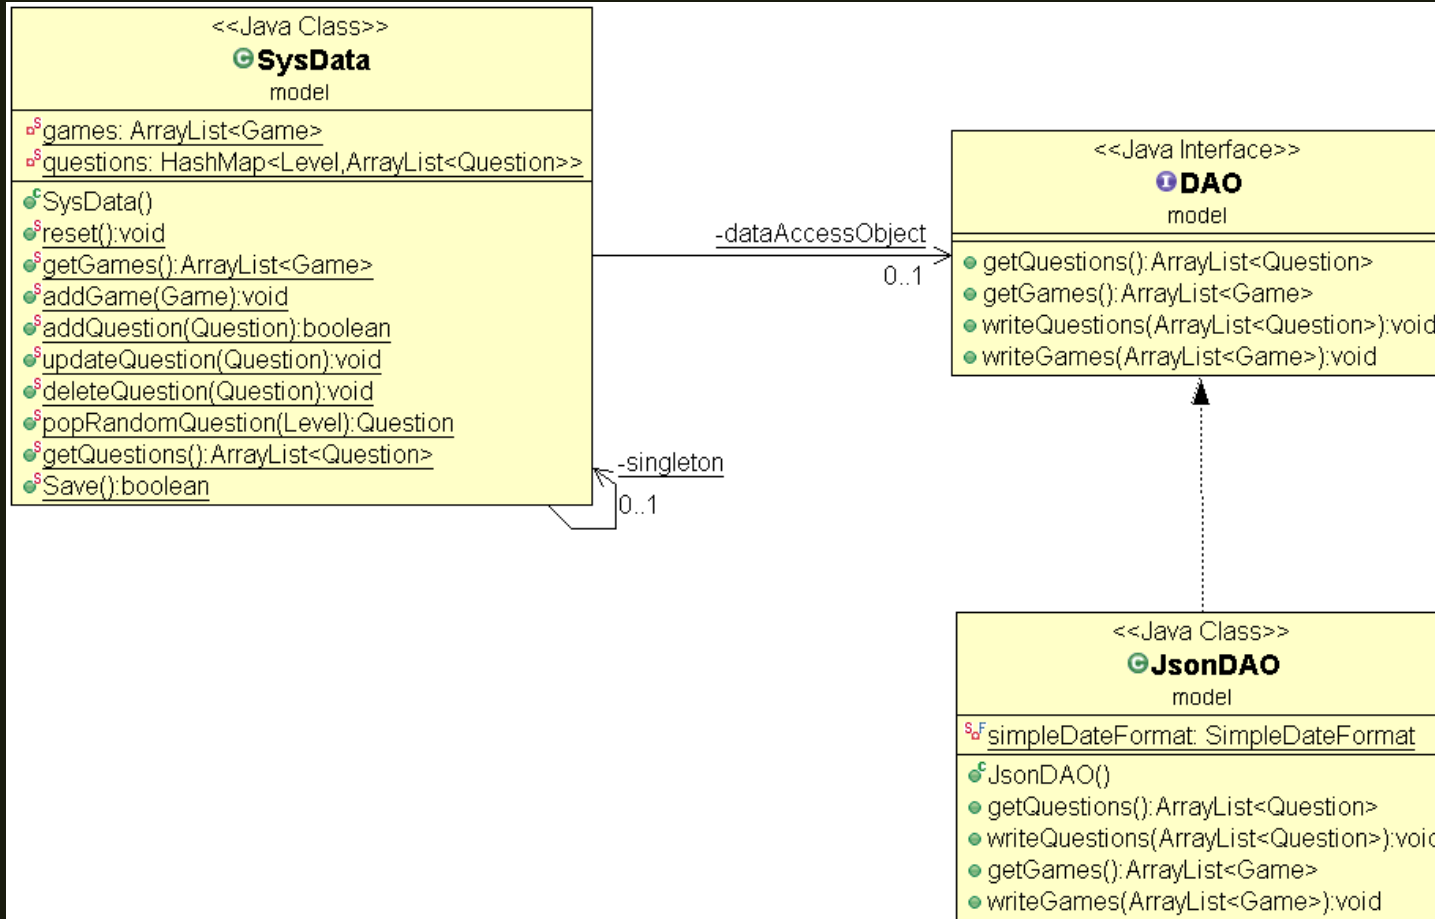 <<Java Class>>
SysData
model
games: ArrayList<Game>
questions: HashMap<Level,ArrayList<Question>>
SysData()
reset():void
getGames():ArrayList<Game>
addGame(Game):void
addQuestion(Question):boolean
updateQuestion(Question):void
deleteQuestion(Question):void
popRandomQuestion(Level):Question
getQuestions():ArrayList<Question>
Save():boolean
-dataAccessObject
0..1
-singleton
0..1
<<Java Interface>>
DAO
model
getQuestions():ArrayList<Question>
getGames():ArrayList<Game>
writeQuestions(ArrayList<Question>):void
writeGames(ArrayList<Game>):void
<<Java Class>>
JsonDAO
model
simpleDateFormat: SimpleDateFormat
JsonDAO()
getQuestions():ArrayList<Question>
writeQuestions(ArrayList<Question>):void
getGames():ArrayList<Game>
writeGames(ArrayList<Game>):void